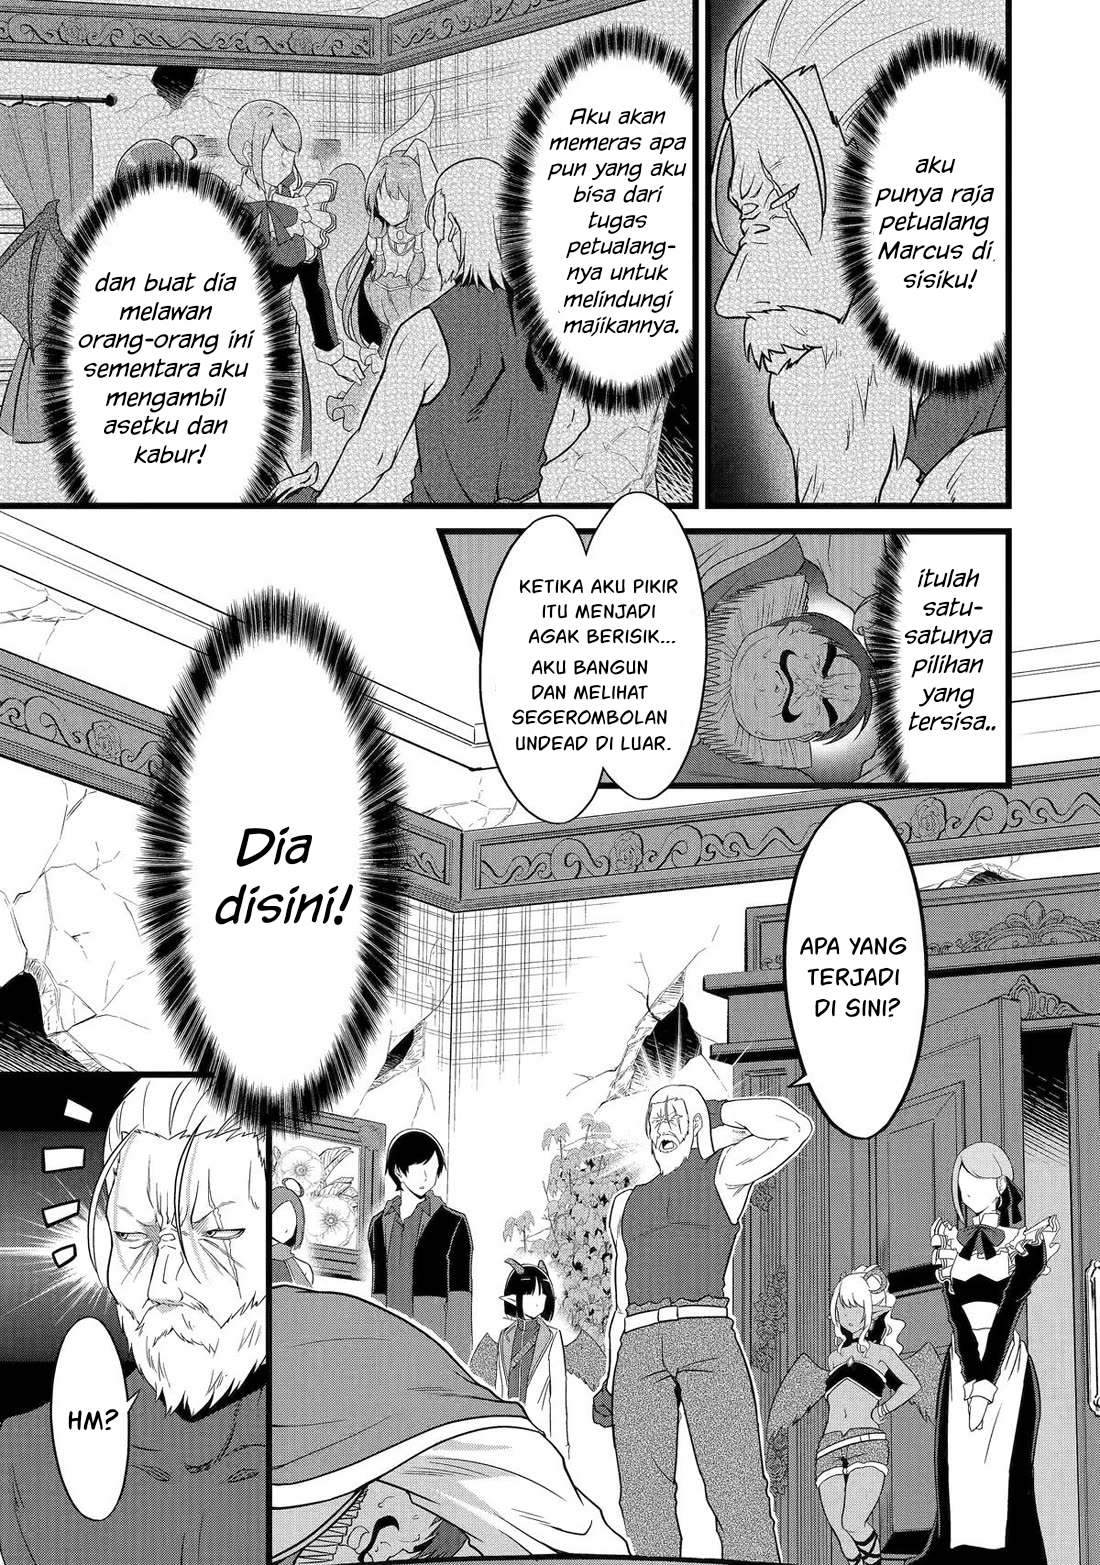 aku
punya raja
petualang
Marcus di
sisiku!
Aku akan
memeras apa
pun yang aku
bisa dari
tugas
petualang-
nya untuk
melindungi
majikannya.
dan buat dia
melawan
orang-orang ini
sementara aku
mengambil
asetku dan
kabur!
itulah
satu-
satunya
pilihan
yang
tersisa..
KETIKA AKU PIKIR
ITU MENJADI
AGAK BERISIK...
AKU BANGUN
DAN MELIHAT
SEGEROMBOLAN
UNDEAD DI LUAR.
Dia
disini!
APA YANG
TERJADI
DI SINI?
HM?